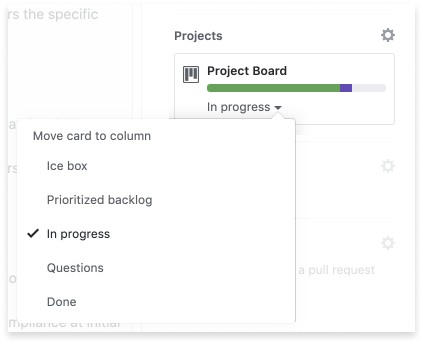 rs the specific
Projects
Project Board
In progress
Move card to column
Ice box
Prioritized backlog
In progress
Questions
Done
a pull request
mpliance at initial